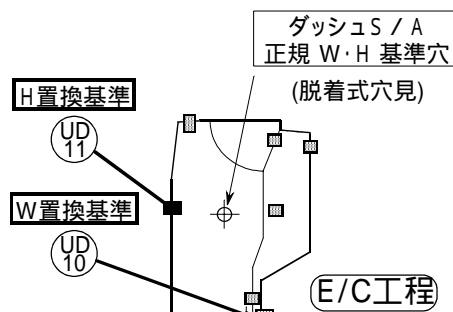 ダッシュS / A
正規 W・H 基準穴
(脱着式穴見)
H置換基準
UD
11
W置換基準
UD
10
E/C工程